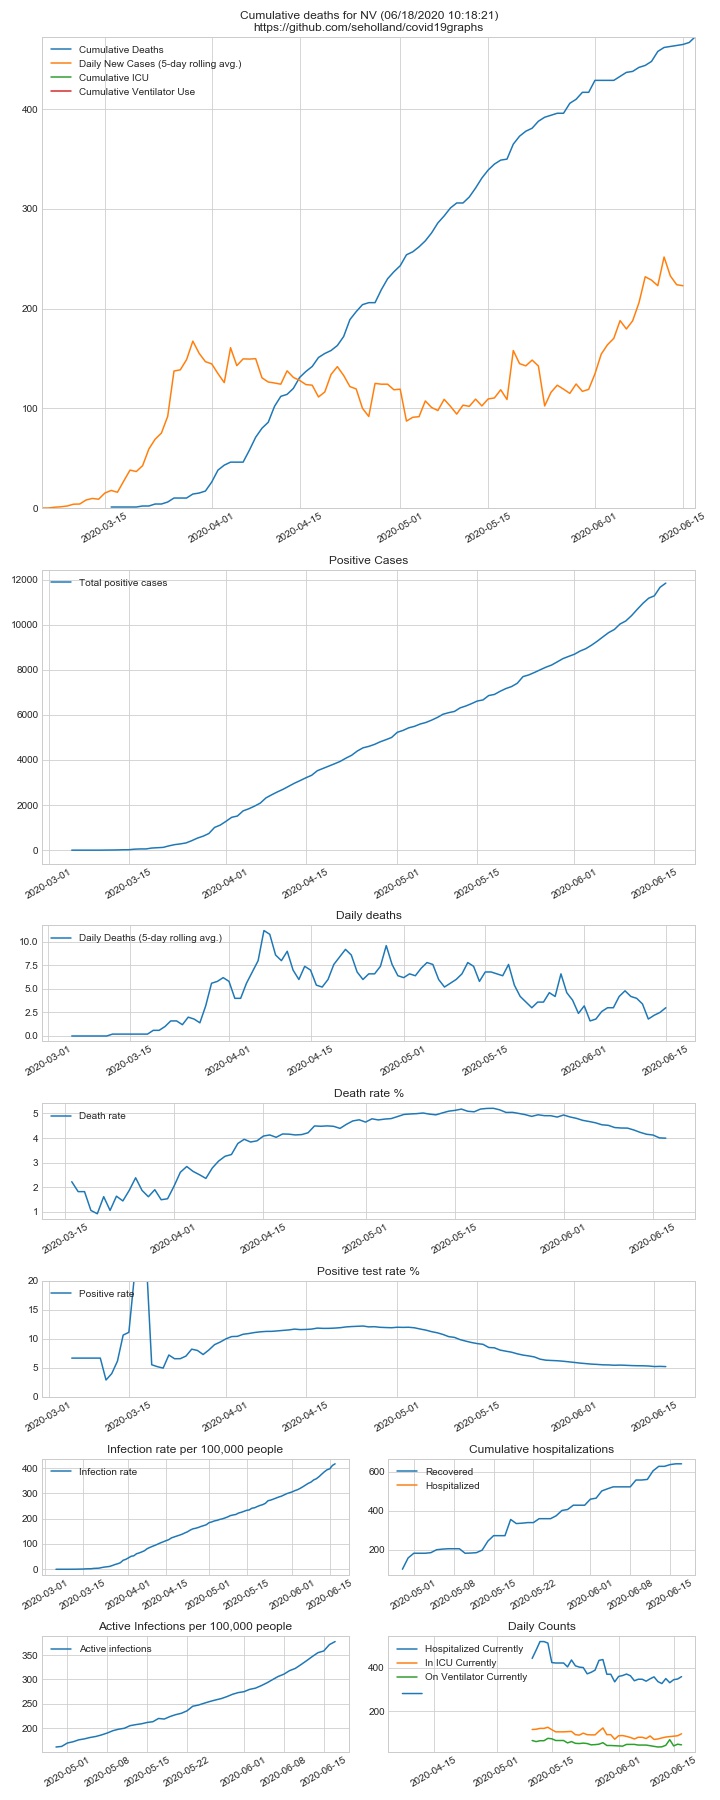 Cumulative deaths for NV (06/18/2020 10:18:21)
https://github.com/seholland/covid19graphs
Cumulative Deaths
Daily New Cases (5-day rolling avg.)
Cumulative ICU
Cumulative Ventilator Use
400
300
200
100
0
2020-03-15 2020-04-01 2020-04-15 2020-05-01 2020-05-15 2020-06-01 2020-06-15
Positive Cases
Total positive cases
12000
10000
8000
6000
4000
2000
0
2020-03-01 2020-03-15 2020-04-01 2020-04-15 2020-05-01 2020-05-15 2020-06-01 2020-06-15
Daily deaths
Daily Deaths (5-day rolling avg.)
10.0
7.5
5.0
2.5
0.0
2020-03-01 2020-03-15 2020-04-01 2020-04-15 2020-05-01 2020-05-15 2020-06-01 2020-06-15
Death rate %
Death rate
5
4
3
2
1
2020-03-15 2020-04-01 2020-04-15 2020-05-01 2020-05-15 2020-06-01 2020-06-15
Positive test rate %
Positive rate
20
15
10
5
0
2020-03-01 2020-03-15 2020-04-01 2020-04-15 2020-05-01 2020-05-15 2020-06-01 2020-06-15
Infection rate per 100,000 people
Infection rate
400
300
200
100
0
2020-03-01 2020-03-15 2020-04-01 2020-04-15 2020-05-01 2020-05-15 2020-06-01 2020-06-15
Cumulative hospitalizations
Recovered
Hospitalized
600
400
200
2020-05-01 2020-05-08 2020-05-15 2020-05-22 2020-06-01 2020-06-08 2020-06-15
Active Infections per 100,000 people
Active infections
350
300
250
200
2020-05-01 2020-05-08 2020-05-15 2020-05-22 2020-06-01 2020-06-08 2020-06-15
Daily Counts
Hospitalized Currently
In ICU Currently
On Ventilator Currently
400
200
2020-04-15 2020-05-01 2020-05-15 2020-06-01 2020-06-15